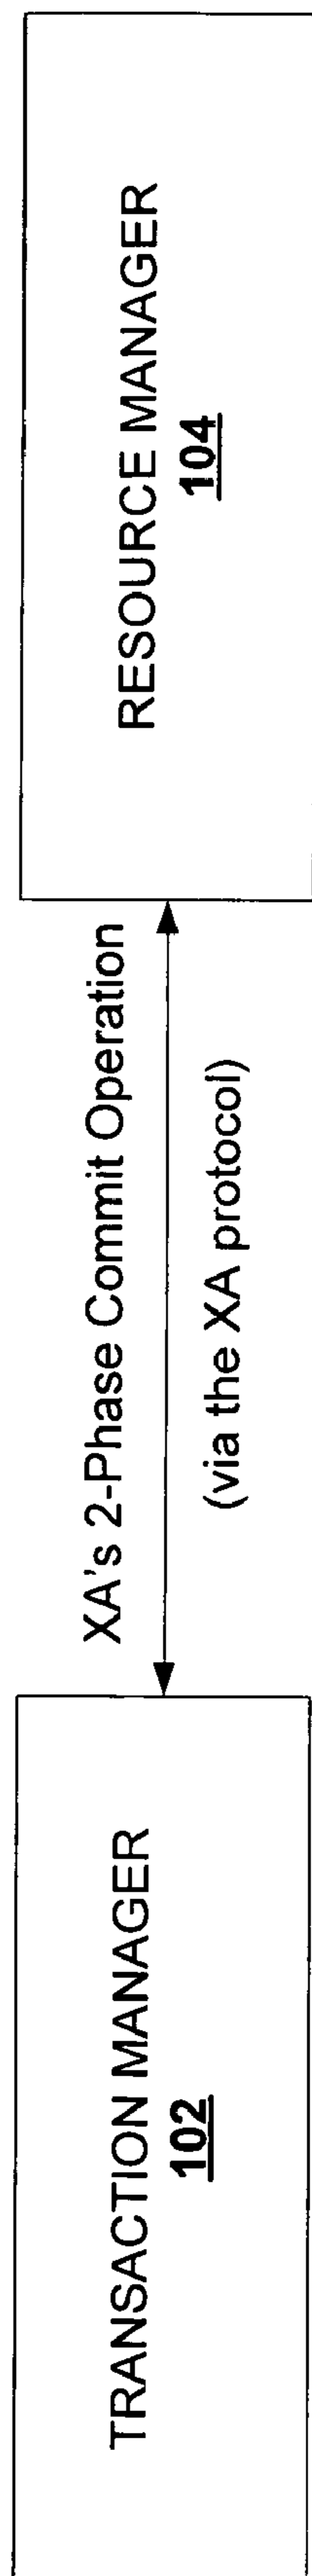 TRANSACTION MANAGER
102
XA's 2-Phase Commit Operation
(via the XA protocol)
RESOURCE MANAGER
104